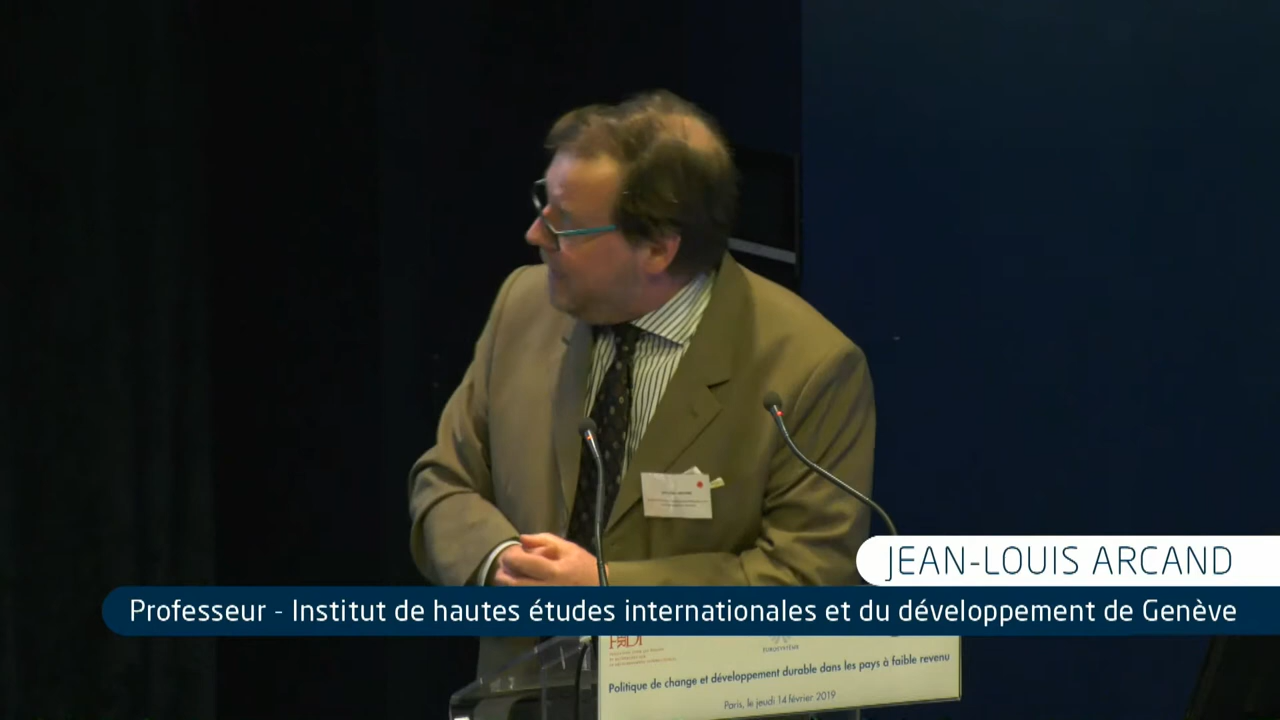 JEAN-LOUIS ARCAND
Professeur - Institut de hautes études internationales et du développement de Genève
EUROSYSTÈME
Politique de change et développement durable dans les pays à faible revenu
Paris, le jeudi 14 février 2019